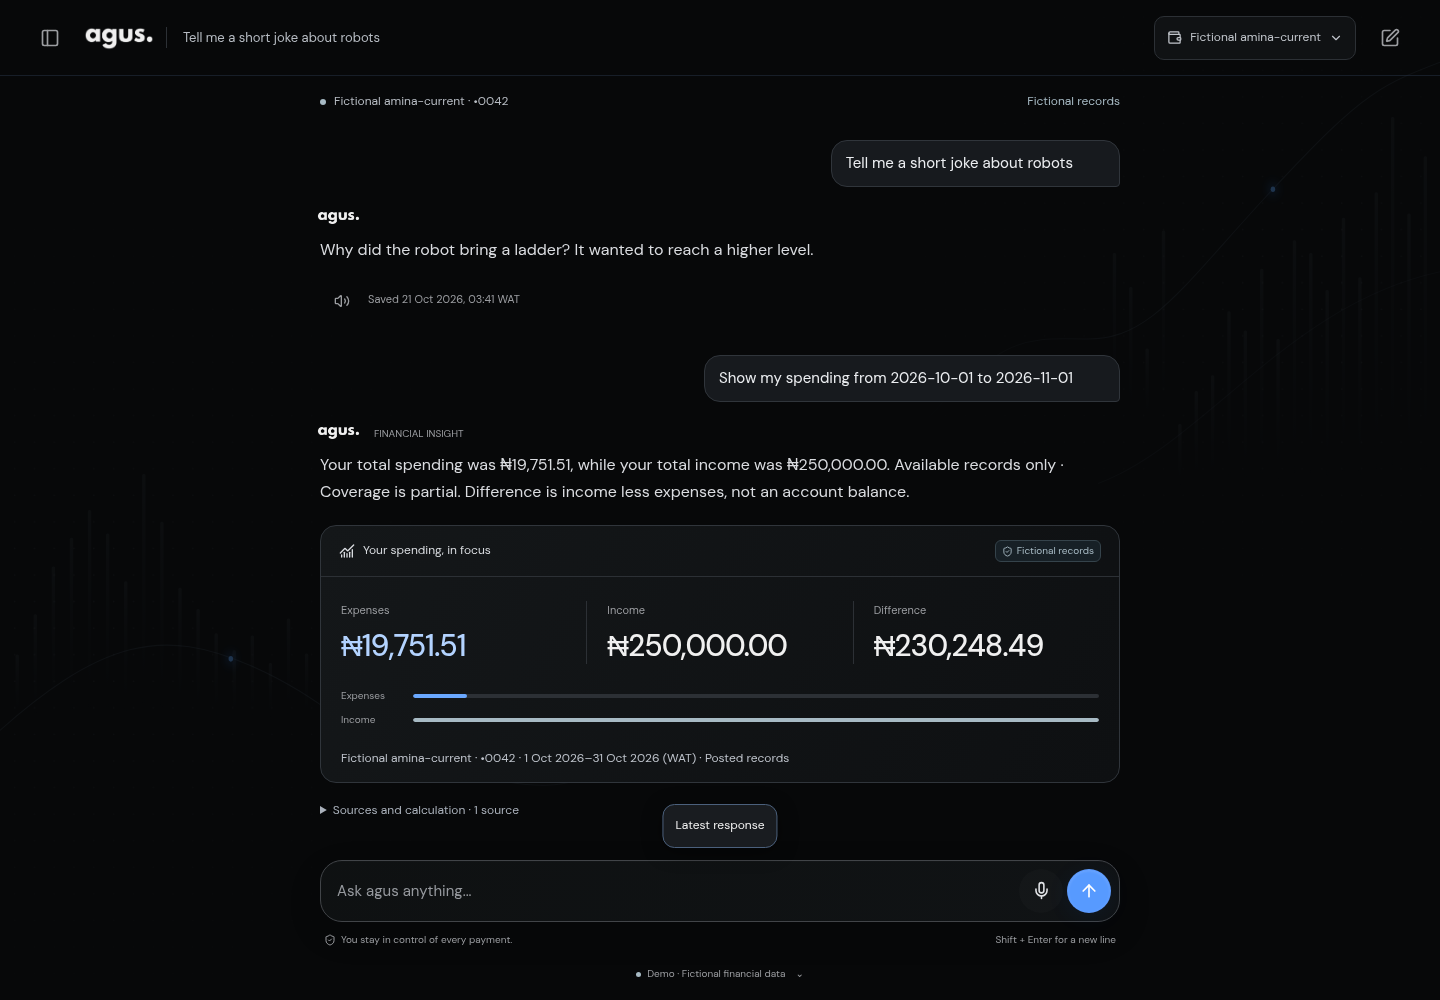 agus.
Tell me a short joke about robots
Fictional amina-current
Fictional amina-current · •0042
Fictional records
Tell me a short joke about robots
agus.
Why did the robot bring a ladder? It wanted to reach a higher level.
Saved 21 Oct 2026, 03:41 WAT
Show my spending from 2026-10-01 to 2026-11-01
agus.
FINANCIAL INSIGHT
Your total spending was ₦19,751.51, while your total income was ₦250,000.00. Available records only ·
Coverage is partial. Difference is income less expenses, not an account balance.
Your spending, in focus
Fictional records
Expenses
₦19,751.51
Income
₦250,000.00
Difference
₦230,248.49
Expenses
Income
Fictional amina-current · •0042 · 1 Oct 2026–31 Oct 2026 (WAT) · Posted records
Sources and calculation · 1 source
Latest response
Ask agus anything...
You stay in control of every payment.
Shift + Enter for a new line
Demo · Fictional financial data